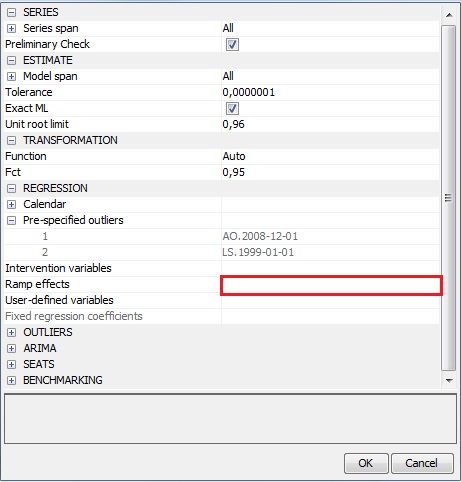 SERIES
Series span All
Preliminary Check
ESTIMATE
Model span All
Tolerance 0,0000001
Exact ML
Unit root limit 0,96
TRANSFORMATION
Function Auto
Fct 0,95
REGRESSION
Calendar
Pre-specified outliers
1 AO.2008-12-01
2 LS.1999-01-01
Intervention variables
Ramp effects
User-defined variables
Fixed regression coefficients
OUTLIERS
ARIMA
SEATS
BENCHMARKING
OK Cancel